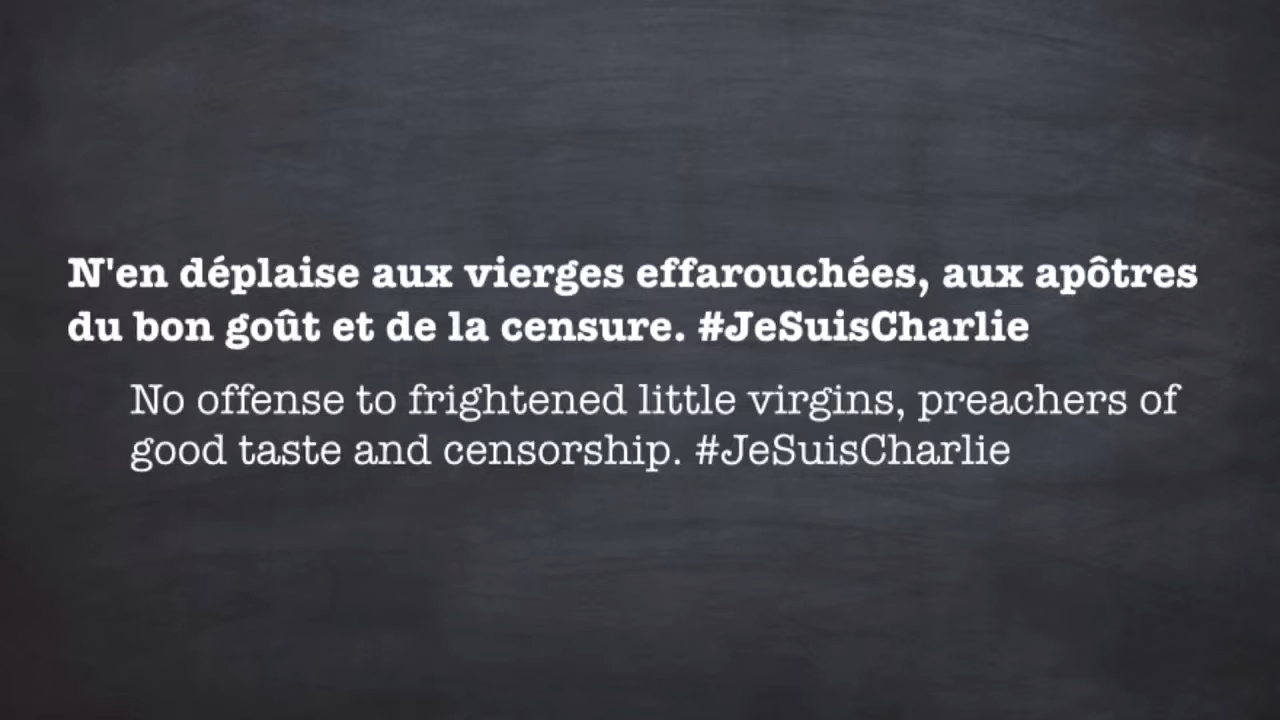 N'en déplaise aux vierges effarouchées, aux apôtres
du bon goût et de la censure. #JeSuisCharlie
No offense to frightened little virgins, preachers of
good taste and censorship. #JeSuisCharlie